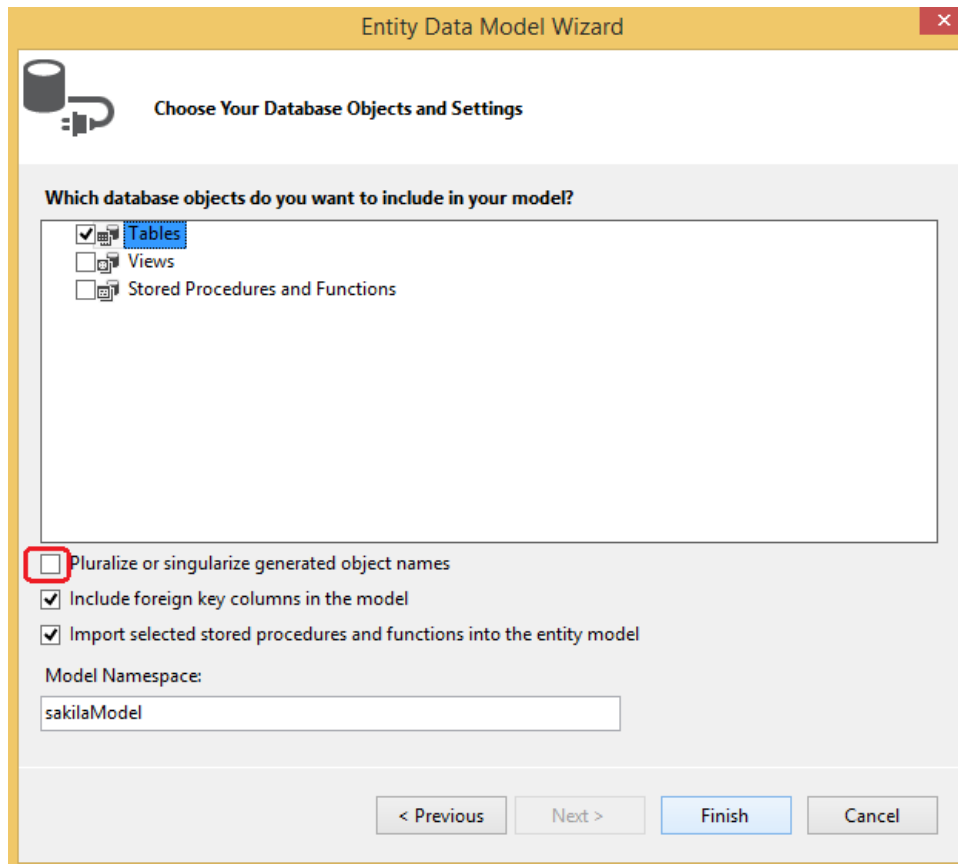 Entity Data Model Wizard
Choose Your Database Objects and Settings
Which database objects do you want to include in your model?
Tables
Views
Stored Procedures and Functions
Pluralize or singularize generated object names
Include foreign key columns in the model
Import selected stored procedures and functions into the entity model
Model Namespace:
sakilaModel
< Previous Next > Finish Cancel